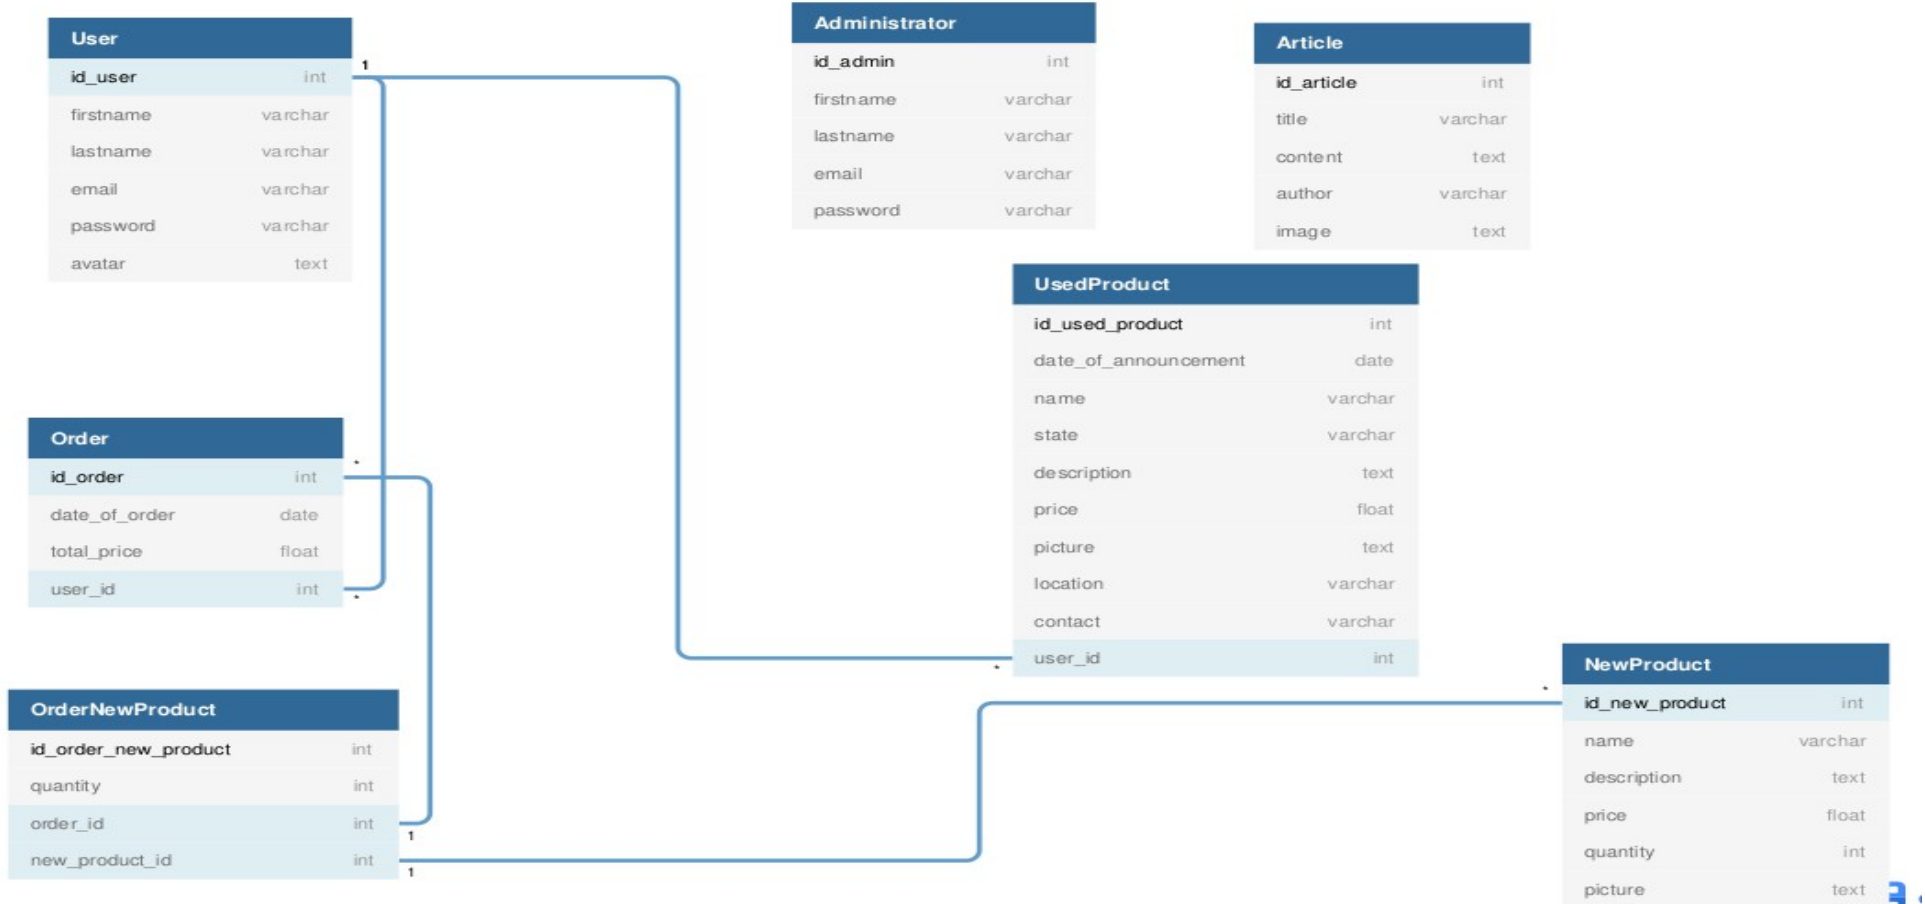 User
id_user int
firstname varchar
lastname varchar
email varchar
password varchar
avatar text
1
Administrator
id_admin int
firstname varchar
lastname varchar
email varchar
password varchar
Article
id_article int
title varchar
content text
author varchar
image text
UsedProduct
id_used_product int
date_of_announcement date
name varchar
state varchar
description text
price float
picture text
location varchar
contact varchar
user_id int
*
Order
id_order int
date_of_order date
total_price float
user_id int
*
*
OrderNewProduct
id_order_new_product int
quantity int
order_id int
new_product_id int
1
1
NewProduct
id_new_product int
name varchar
description text
price float
quantity int
picture text
*